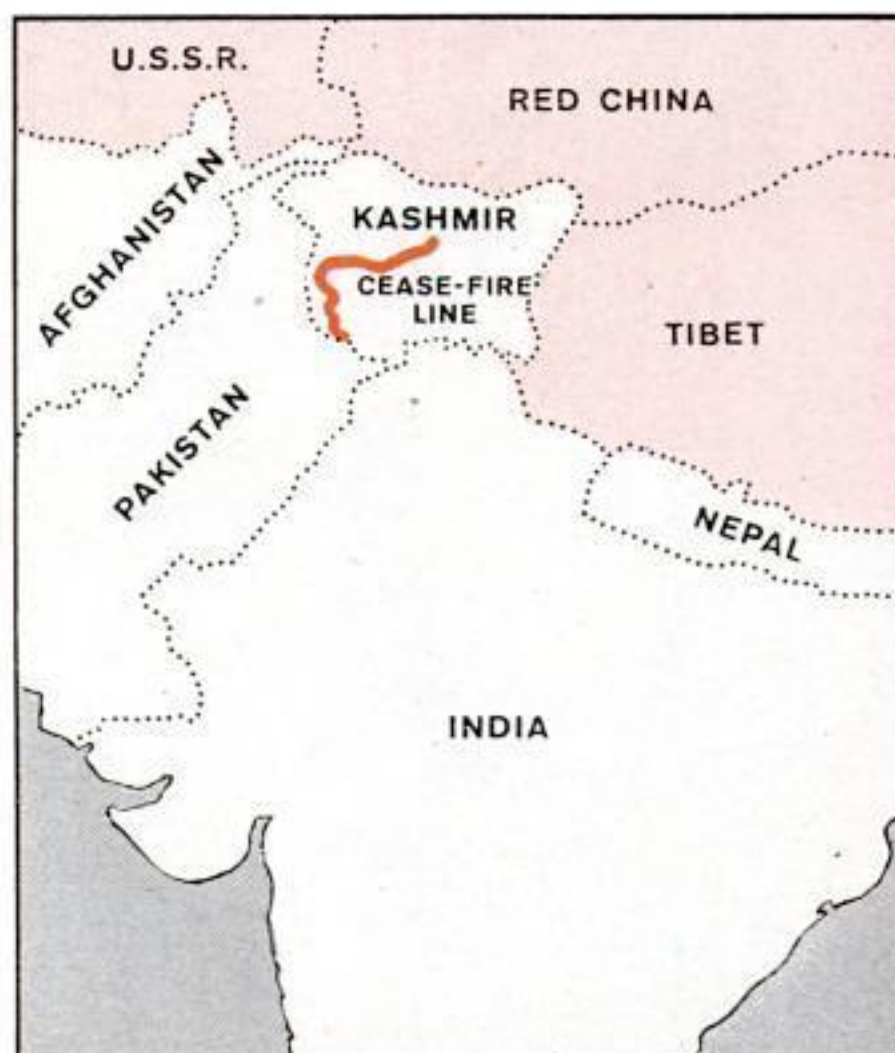 U.S.S.R.
RED CHINA
AFGHANISTAN
KASHMIR
CEASE-FIRE
LINE
TIBET
PAKISTAN
NEPAL
INDIA